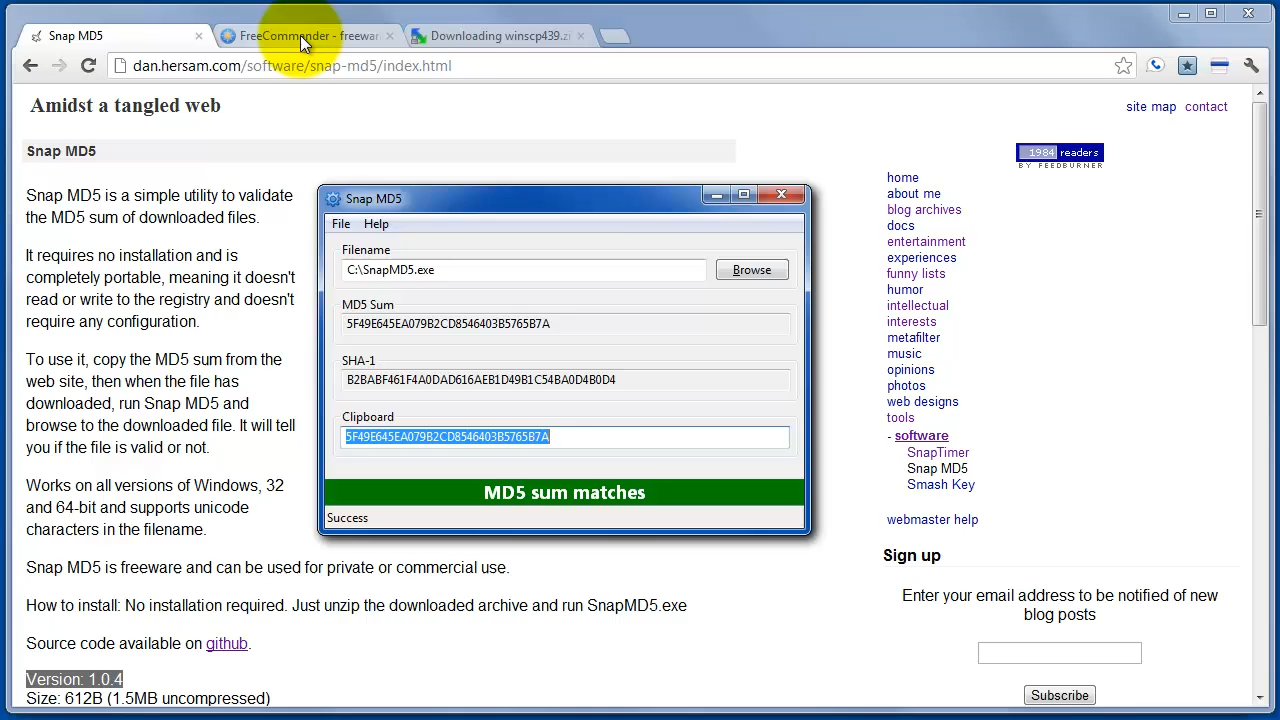 Snap MD5
FreeCommander - freewar
Downloading winscp439.zi
dan.hersam.com/software/snap-md5/index.html
Amidst a tangled web
site map contact
Snap MD5
1984 readers
BY FEEDBURNER
Snap MD5 is a simple utility to validate
the MD5 sum of downloaded files.
It requires no installation and is
completely portable, meaning it doesn't
read or write to the registry and doesn't
require any configuration.
To use it, copy the MD5 sum from the
web site, then when the file has
downloaded, run Snap MD5 and
browse to the downloaded file. It will tell
you if the file is valid or not.
Works on all versions of Windows, 32
and 64-bit and supports unicode
characters in the filename.
Snap MD5 is freeware and can be used for private or commercial use.
How to install: No installation required. Just unzip the downloaded archive and run SnapMD5.exe
Source code available on github.
Version: 1.0.4
Size: 612B (1.5MB uncompressed)
Snap MD5
File Help
Filename
C:\SnapMD5.exe
Browse
MD5 Sum
5F49E645EA079B2CD8546403B5765B7A
SHA-1
B2BABF461F4A0DAD616AEB1D49B1C54BA0D4B0D4
Clipboard
5F49E645EA079B2CD8546403B5765B7A
MD5 sum matches
Success
home
about me
blog archives
docs
entertainment
experiences
funny lists
humor
intellectual
interests
metafilter
music
opinions
photos
web designs
tools
- software
SnapTimer
Snap MD5
Smash Key
webmaster help
Sign up
Enter your email address to be notified of new
blog posts
Subscribe